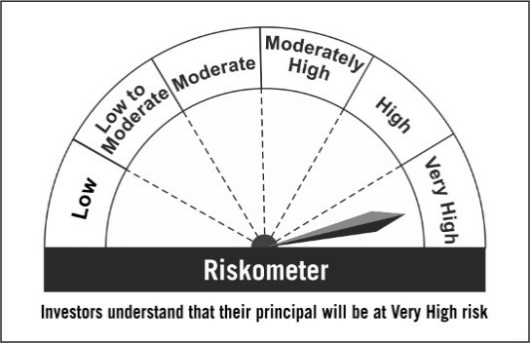 Low
Low to
Moderate
Moderate
Moderately
High
High
Very High
Riskometer
Investors understand that their principal will be at Very High risk